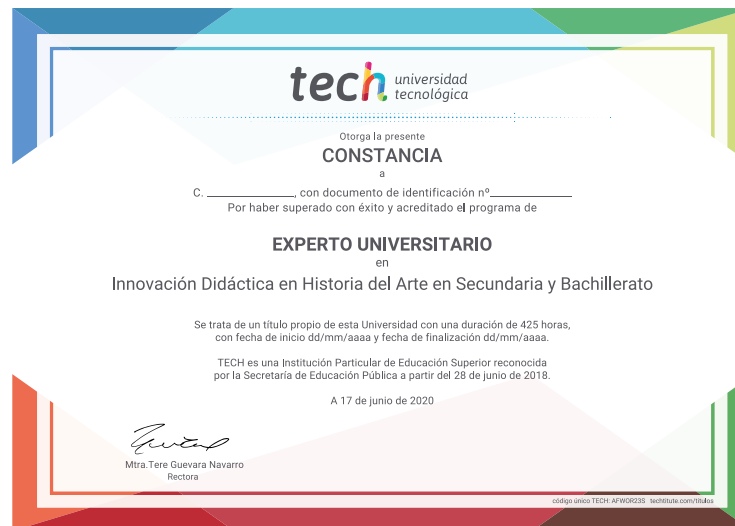 tech universidad
tecnológica
Otorga la presente
CONSTANCIA
a
C. ________________, con documento de identificación nº______________
Por haber superado con éxito y acreditado el programa de
EXPERTO UNIVERSITARIO
en
Innovación Didáctica en Historia del Arte en Secundaria y Bachillerato
Se trata de un título propio de esta Universidad con una duración de 425 horas,
con fecha de inicio dd/mm/aaaa y fecha de finalización dd/mm/aaaa.
TECH es una Institución Particular de Educación Superior reconocida
por la Secretaría de Educación Pública a partir del 28 de junio de 2018.
A 17 de junio de 2020
Mtra.Tere Guevara Navarro
Rectora
código único TECH: AFWOR23S techtitute.com/titulos